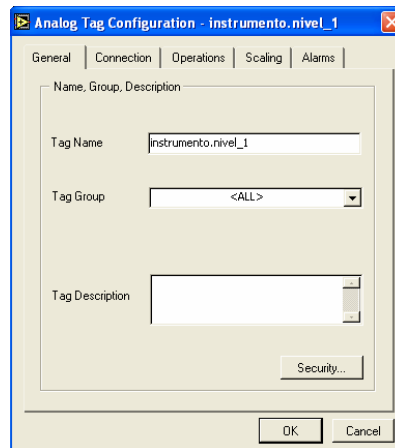 Analog Tag Configuration - instrumento.nivel_1
General Connection Operations Scaling Alarms
Name, Group, Description
Tag Name instrumento.nivel_1
Tag Group <ALL>
Tag Description
Security...
OK Cancel